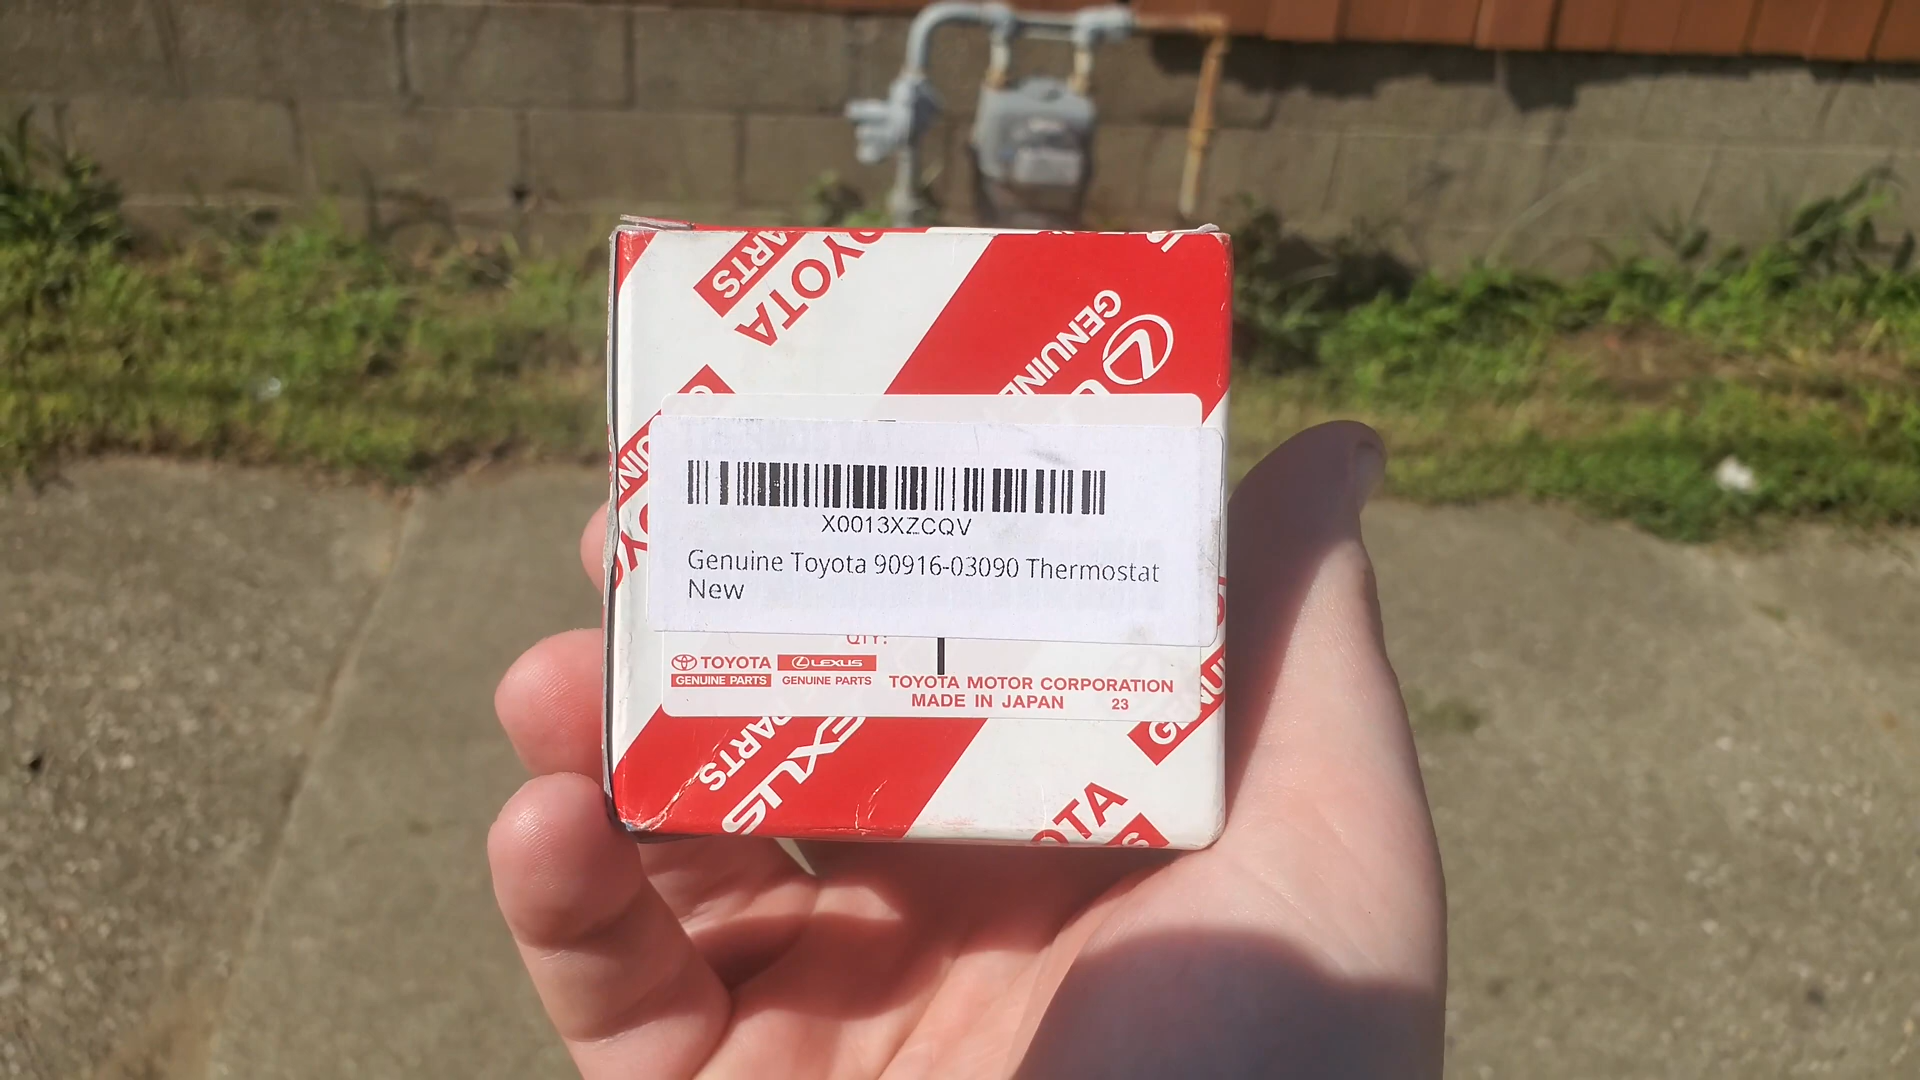 PARTS
TOYOTA
GENUINE
X0013XZCQV
Genuine Toyota 90916-03090 Thermostat
New
QTY:
TOYOTA LEXUS
GENUINE PARTS GENUINE PARTS
TOYOTA MOTOR CORPORATION
MADE IN JAPAN 23
PARTS
LEXUS